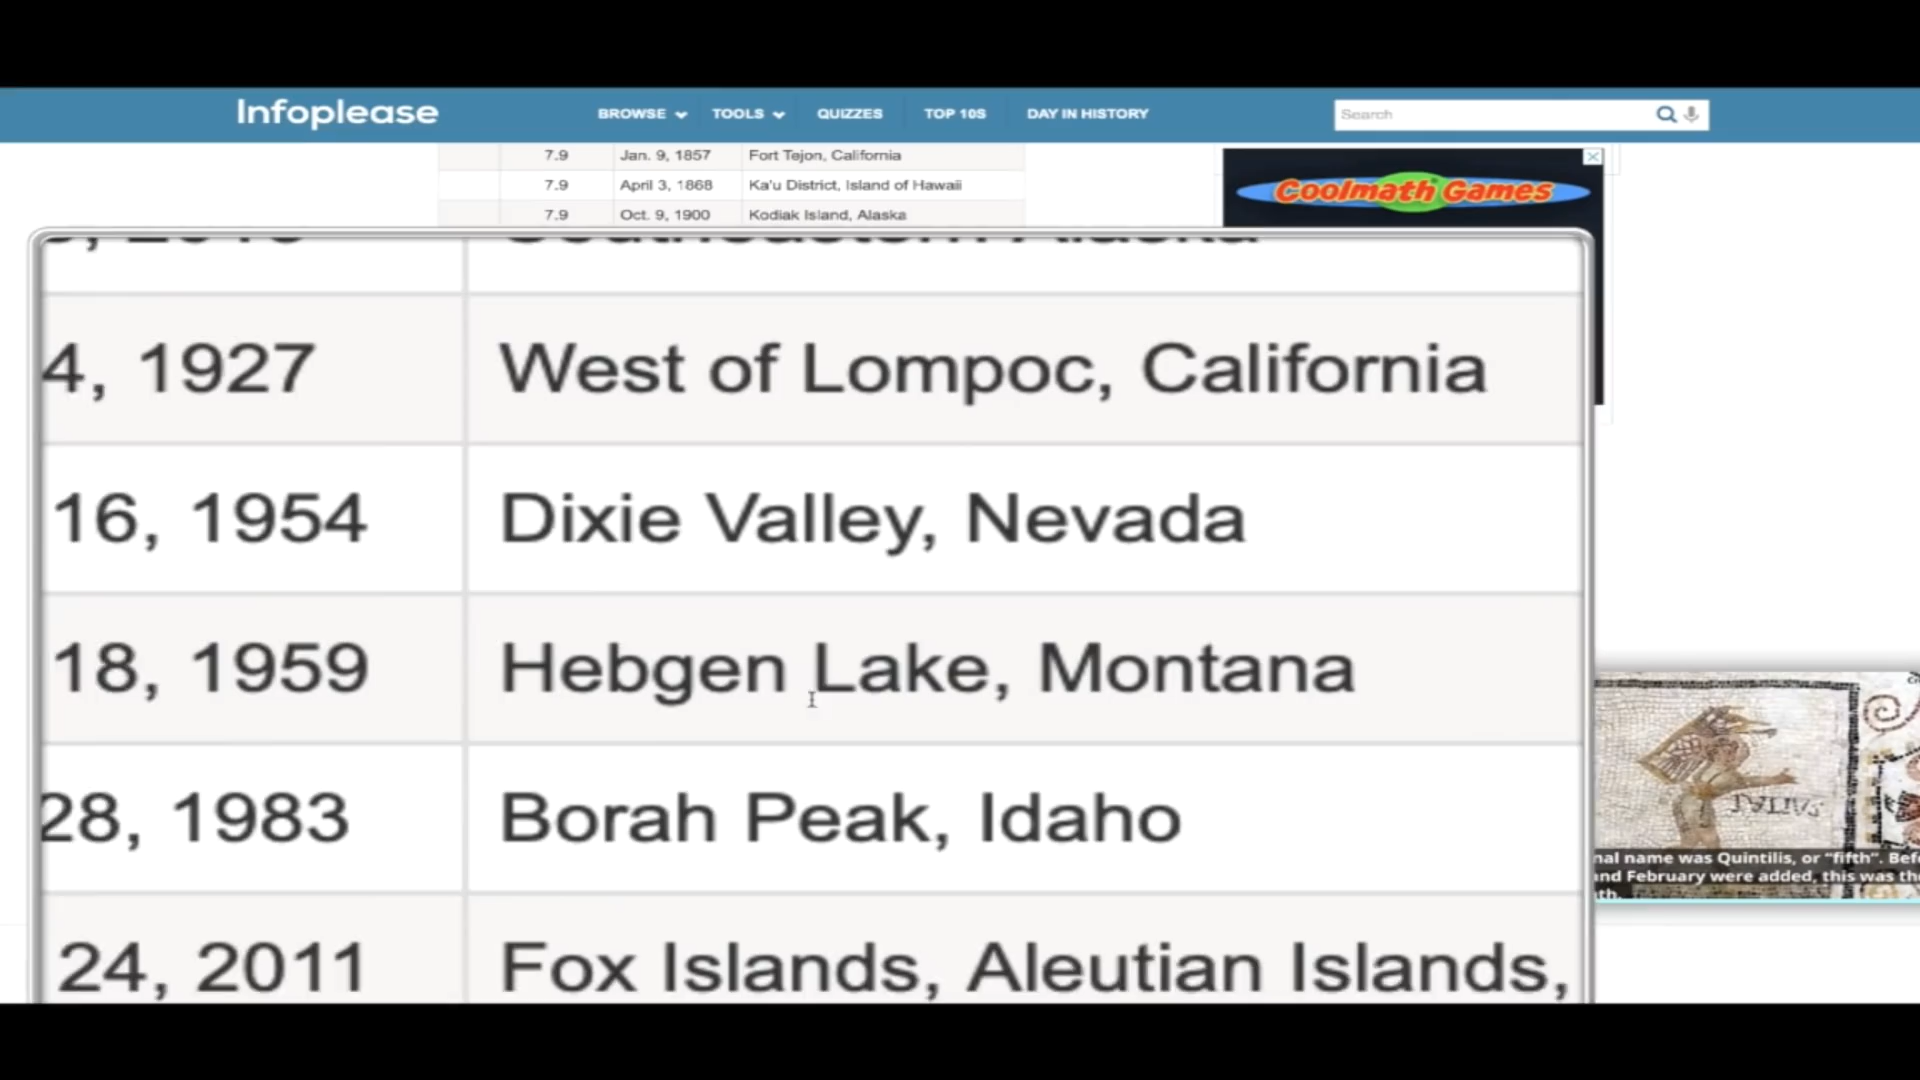 Infoplease
BROWSE TOOLS QUIZZES TOP 10S DAY IN HISTORY
Search
7.9 Jan. 9, 1857 Fort Tejon, California
7.9 April 3, 1868 Ka'u District, Island of Hawaii
7.9 Oct. 9, 1900 Kodiak Island, Alaska
Coolmath Games
Southeastern Alaska
4, 1927 West of Lompoc, California
16, 1954 Dixie Valley, Nevada
18, 1959 Hebgen Lake, Montana
28, 1983 Borah Peak, Idaho
24, 2011 Fox Islands, Aleutian Islands,
nal name was Quintilis, or "fifth". Bef
and February were added, this was th
th.